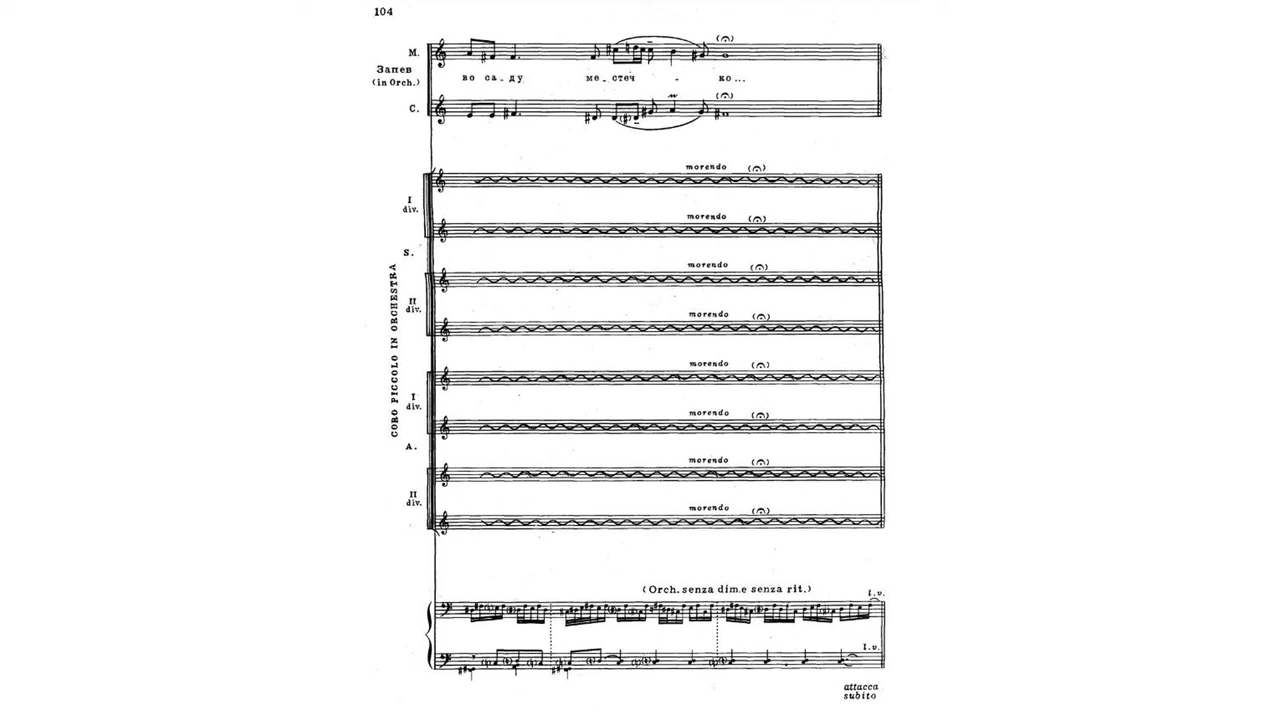 104
M.
Запев
(in Orch.)
во са - ду ме - стеч - ко...
C.
morendo
I
div.
morendo
S.
morendo
II
div.
morendo
CORO PICCOLO IN ORCHESTRA
morendo
I
div.
morendo
A.
morendo
II
div.
morendo
(Orch. senza dim. e senza rit.)
l.v.
l.v.
attacca
subito